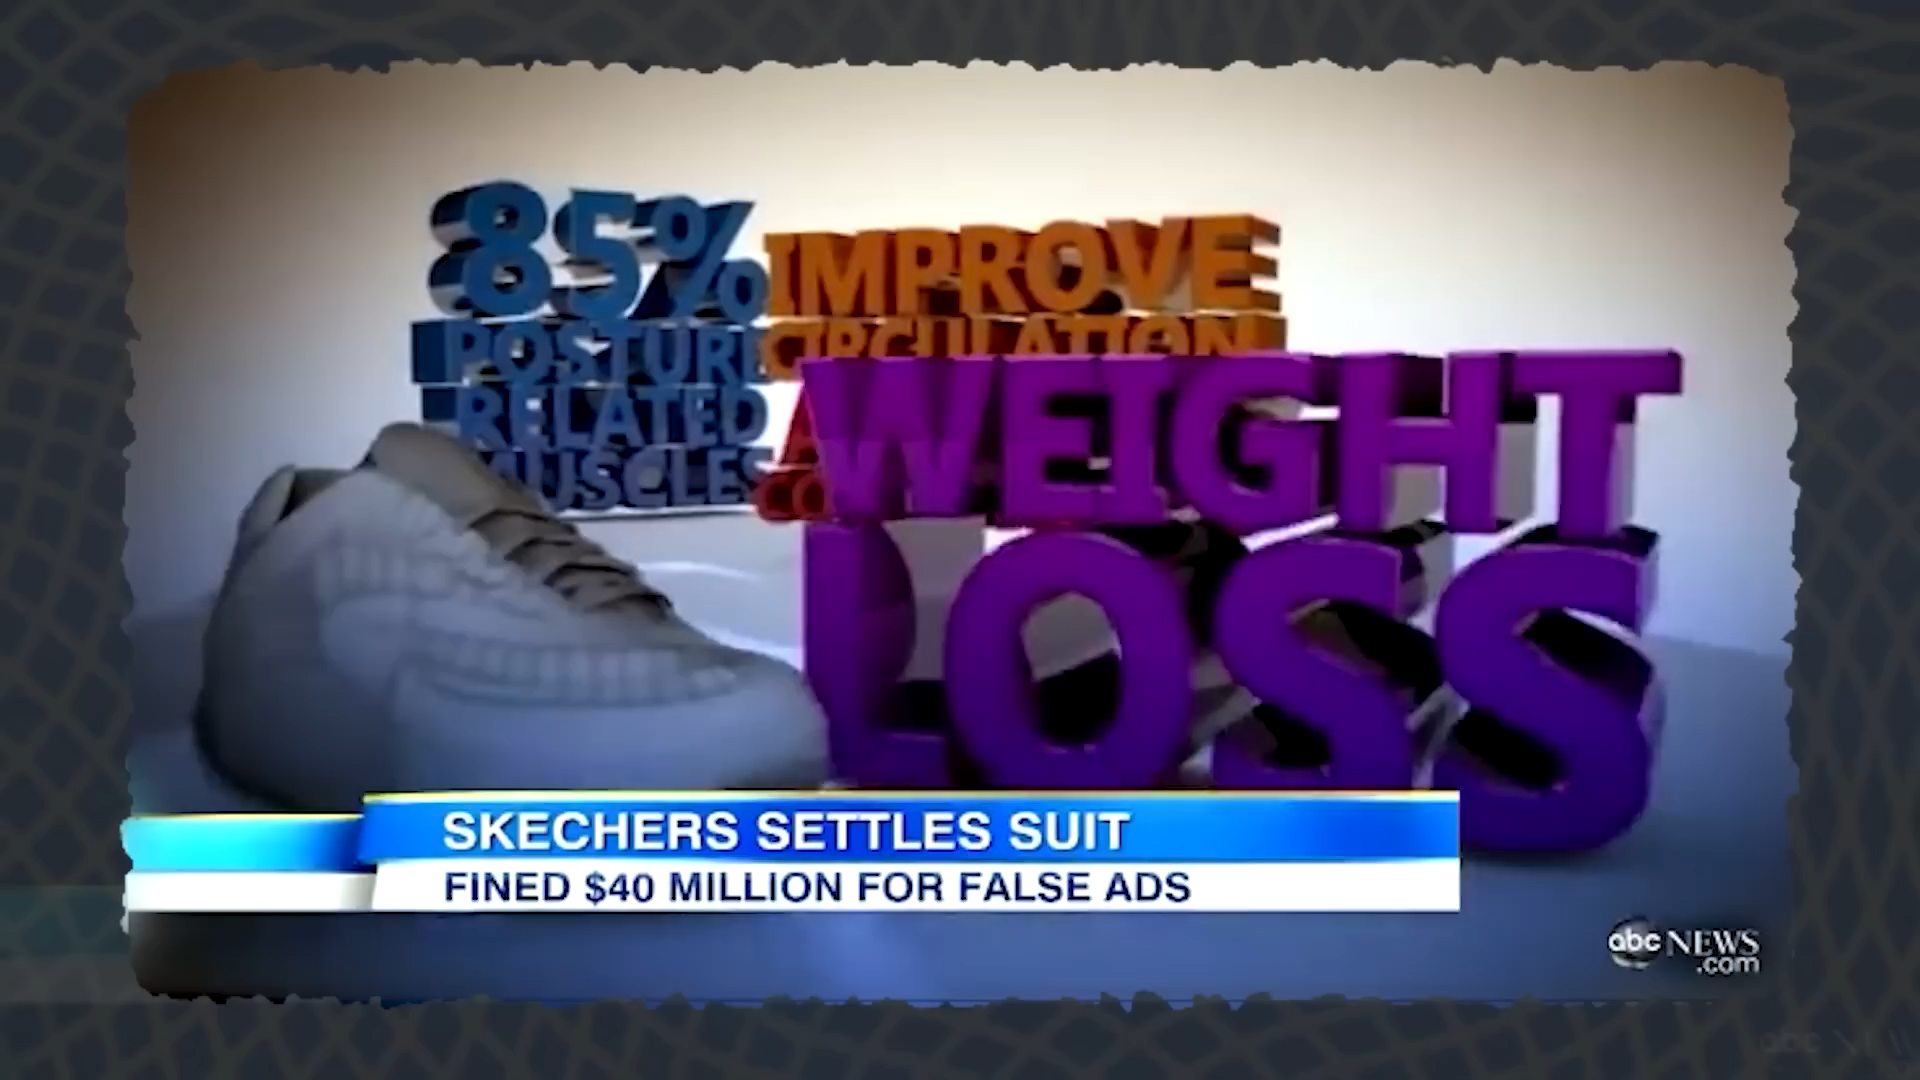 85%
POSTURE
RELATED
MUSCLES
IMPROVE
CIRCULATION
WEIGHT
LOSS
SKECHERS SETTLES SUIT
FINED $40 MILLION FOR FALSE ADS
abc NEWS
.com